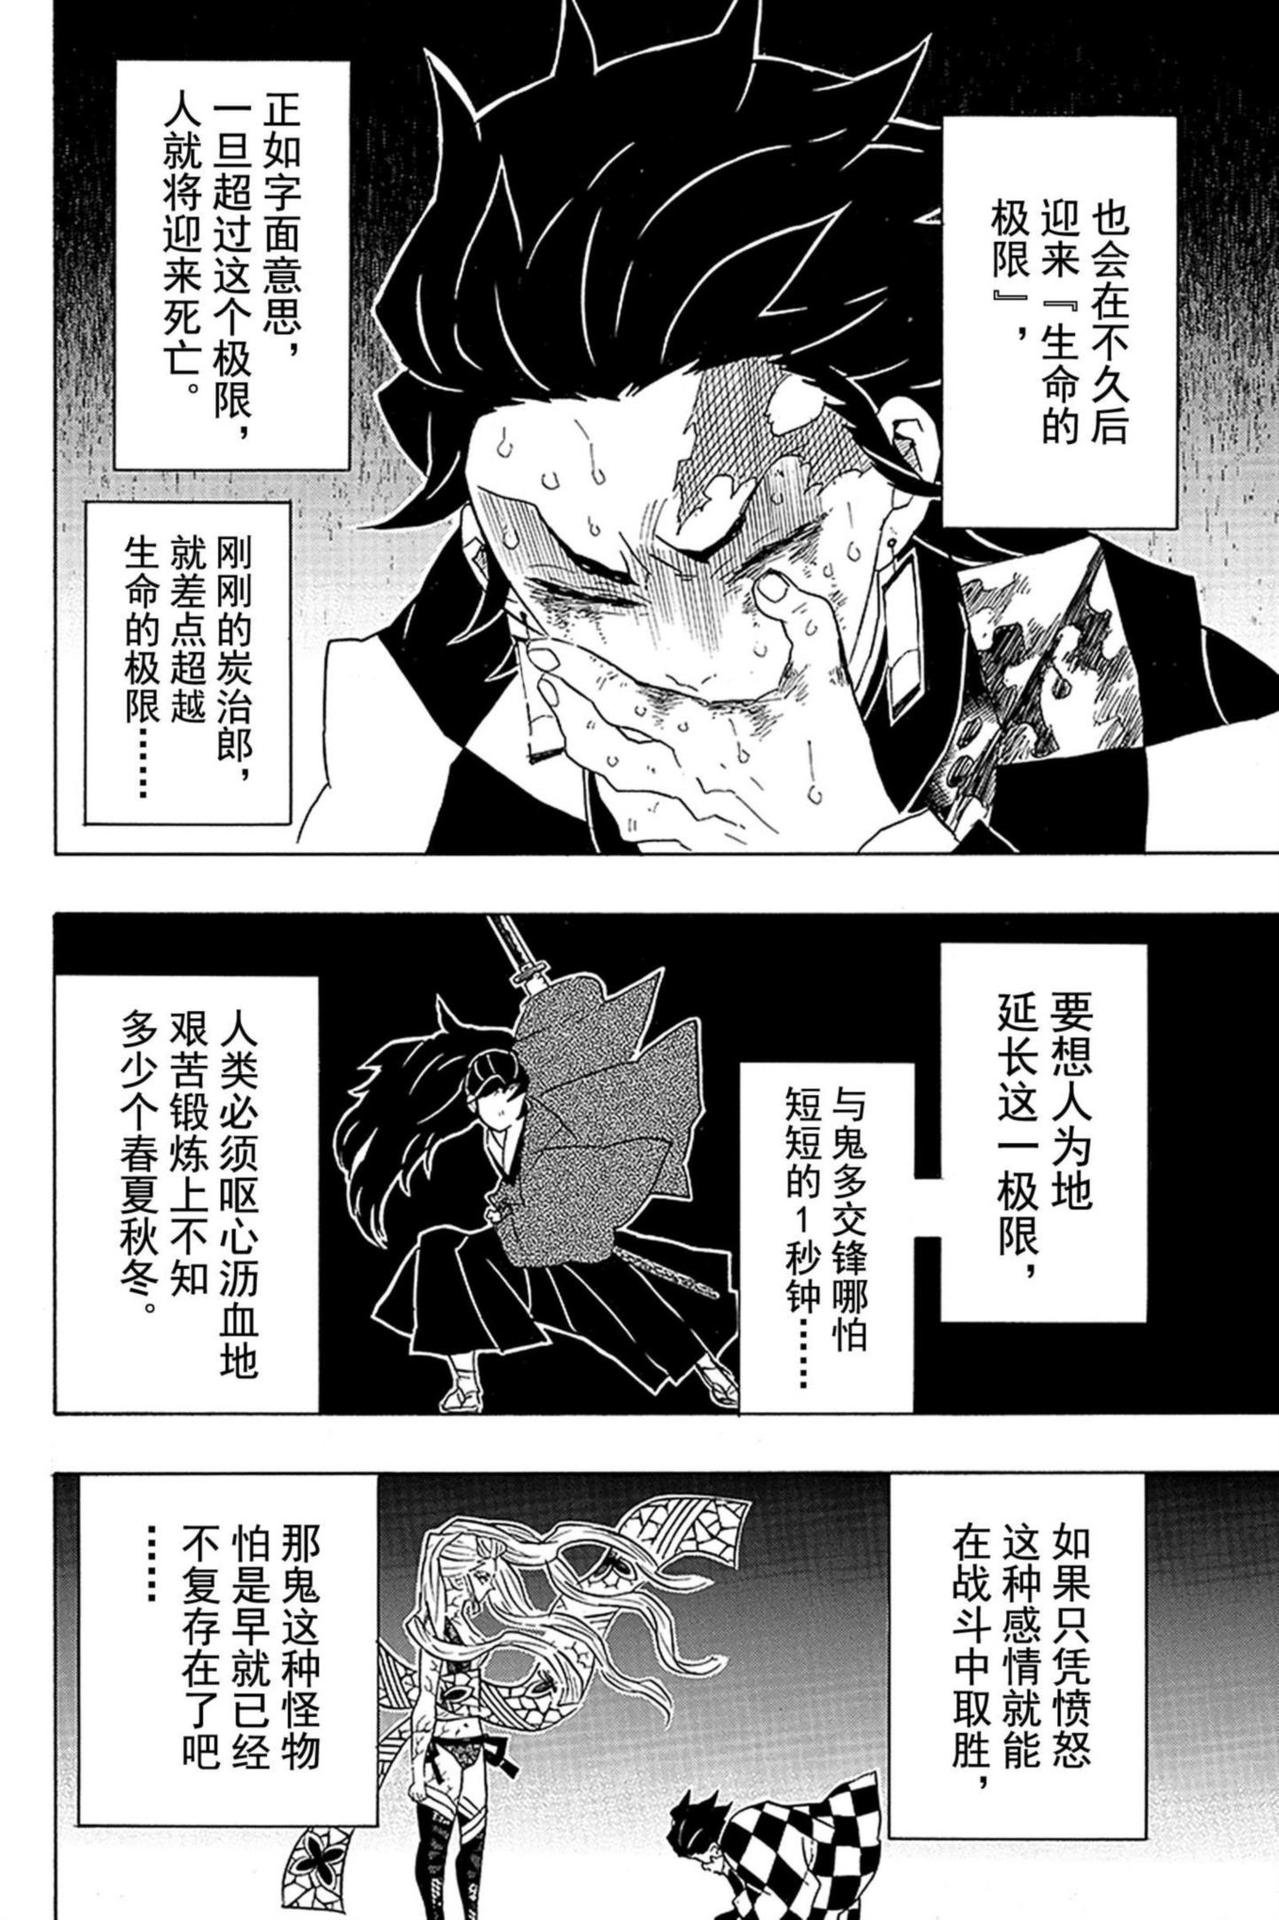 也会在不久后
迎来『生命的
极限』，
正如字面意思，
一旦超过这个极限，
人就将迎来死亡。
刚刚的炭治郎，
就差点超越
生命的极限……
要想人为地
延长这一极限，
与鬼多交锋哪怕
短短的1秒钟……
人类必须呕心沥血地
艰苦锻炼上不知
多少个春夏秋冬。
如果只凭愤怒
这种感情就能
在战斗中取胜，
那鬼这种怪物
怕是早就已经
不复存在了吧
……